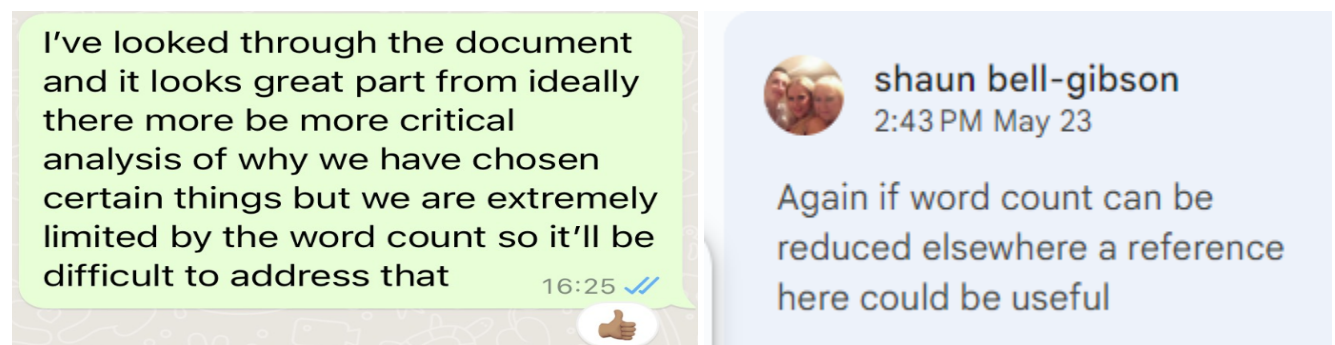 I’ve looked through the document
and it looks great part from ideally
there more be more critical
analysis of why we have chosen
certain things but we are extremely
limited by the word count so it’ll be
difficult to address that
16:25
shaun bell-gibson
2:43 PM May 23
Again if word count can be
reduced elsewhere a reference
here could be useful